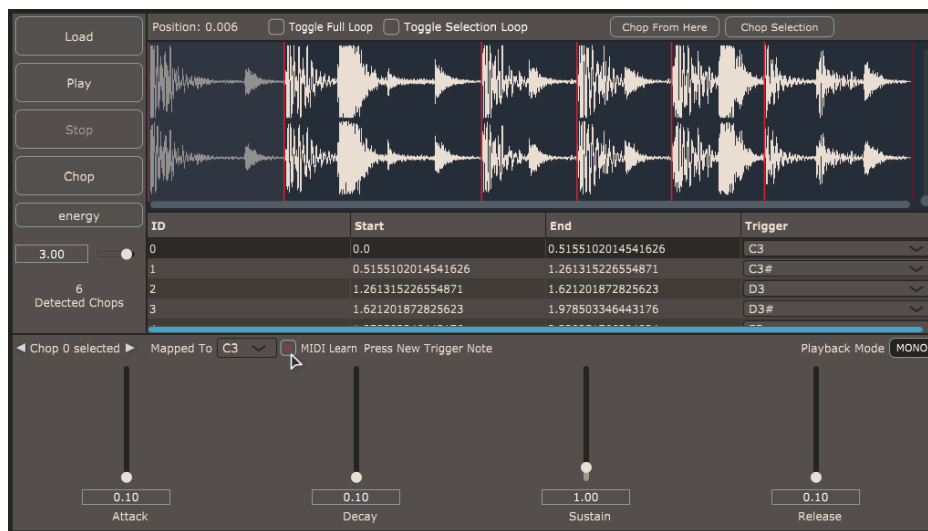 Load
Play
Stop
Chop
energy
3.00
6
Detected Chops
Position: 0.006 Toggle Full Loop Toggle Selection Loop Chop From Here Chop Selection
ID Start End Trigger
0 0.0 0.5155102014541626 C3
1 0.5155102014541626 1.261315226554871 C3#
2 1.261315226554871 1.621201872825623 D3
3 1.621201872825623 1.978503346443176 D3#
Chop 0 selected Mapped To C3 MIDI Learn Press New Trigger Note Playback Mode MONO
0.10 0.10 1.00 0.10
Attack Decay Sustain Release